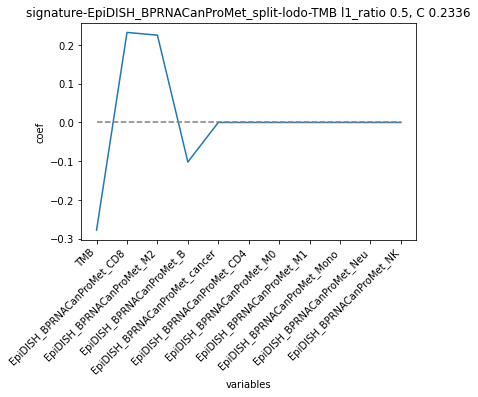 signature-EpiDISH_BPRNACanProMet_split-lodo-TMB l1_ratio 0.5, C 0.2336
0.2
0.1
0.0
−0.1
−0.2
−0.3
coef
TMB
EpiDISH_BPRNACanProMet_CD8
EpiDISH_BPRNACanProMet_M2
EpiDISH_BPRNACanProMet_B
EpiDISH_BPRNACanProMet_cancer
EpiDISH_BPRNACanProMet_CD4
EpiDISH_BPRNACanProMet_M0
EpiDISH_BPRNACanProMet_M1
EpiDISH_BPRNACanProMet_Mono
EpiDISH_BPRNACanProMet_Neu
EpiDISH_BPRNACanProMet_NK
variables